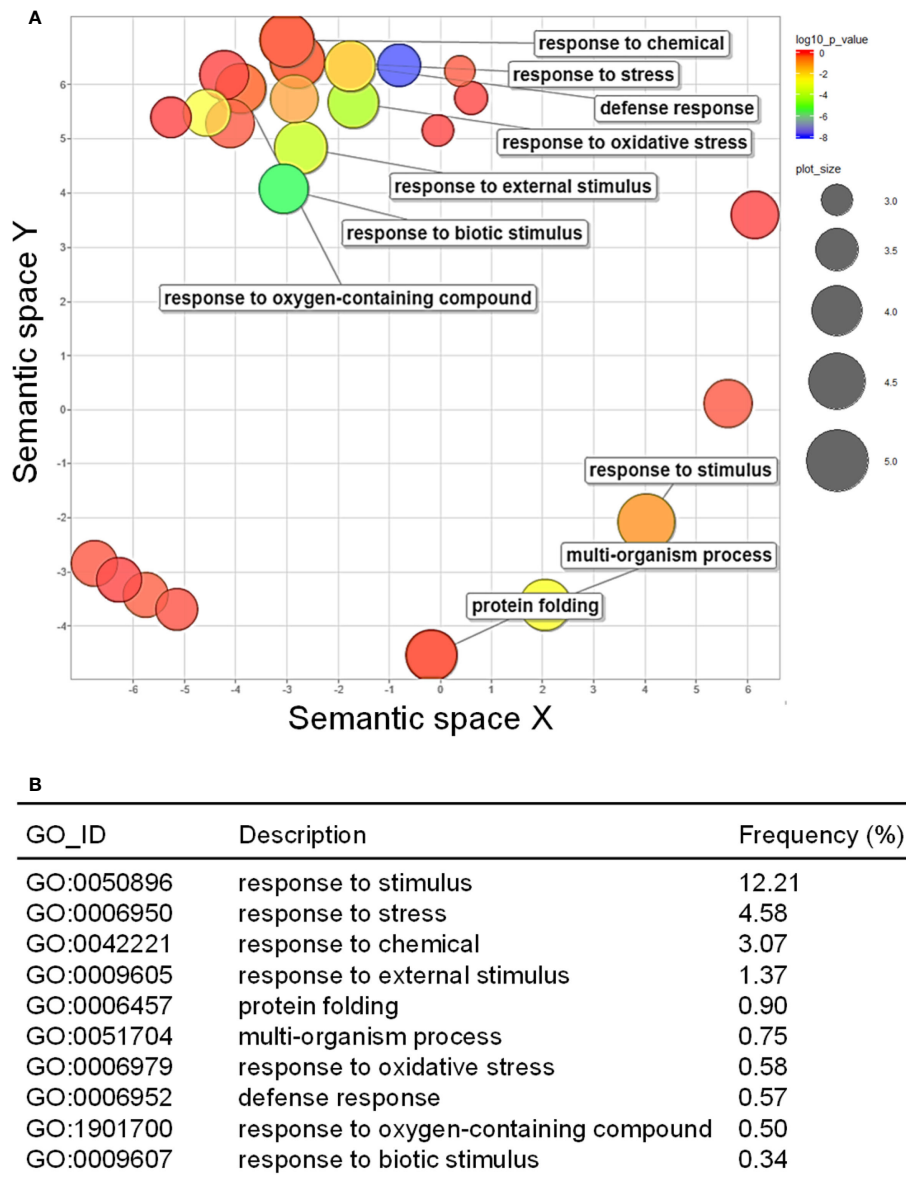 A
response to chemical
response to stress
defense response
response to oxidative stress
response to external stimulus
response to biotic stimulus
response to oxygen-containing compound
response to stimulus
multi-organism process
protein folding
Semantic space Y
6
5
4
3
2
1
0
-1
-2
-3
-4
-6 -5 -4 -3 -2 -1 0 1 2 3 4 5 6
Semantic space X
log10_p_value
0
-2
-4
-6
-8
plot_size
3.0
3.5
4.0
4.5
5.0
B
GO_ID Description Frequency (%)
GO:0050896 response to stimulus 12.21
GO:0006950 response to stress 4.58
GO:0042221 response to chemical 3.07
GO:0009605 response to external stimulus 1.37
GO:0006457 protein folding 0.90
GO:0051704 multi-organism process 0.75
GO:0006979 response to oxidative stress 0.58
GO:0006952 defense response 0.57
GO:1901700 response to oxygen-containing compound 0.50
GO:0009607 response to biotic stimulus 0.34